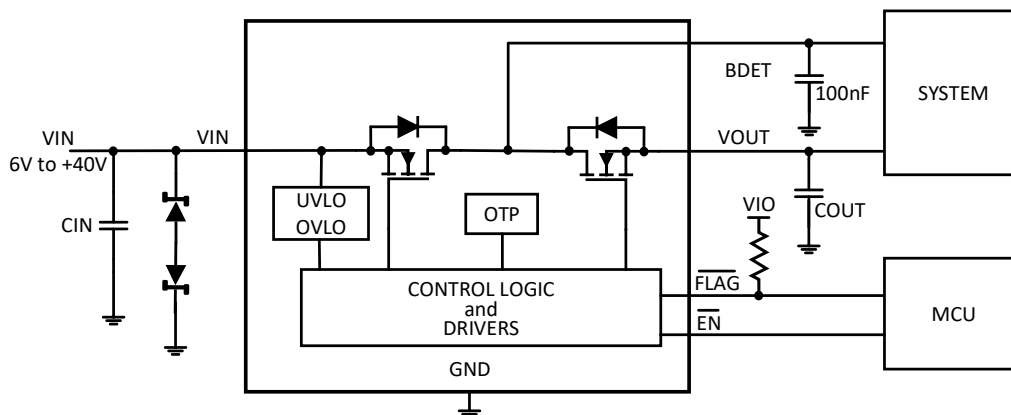 BDET
100nF
SYSTEM
VIN
6V to +40V
VIN
VOUT
CIN
UVLO
OVLO
OTP
VIO
COUT
CONTROL LOGIC
and
DRIVERS
FLAG
EN
MCU
GND